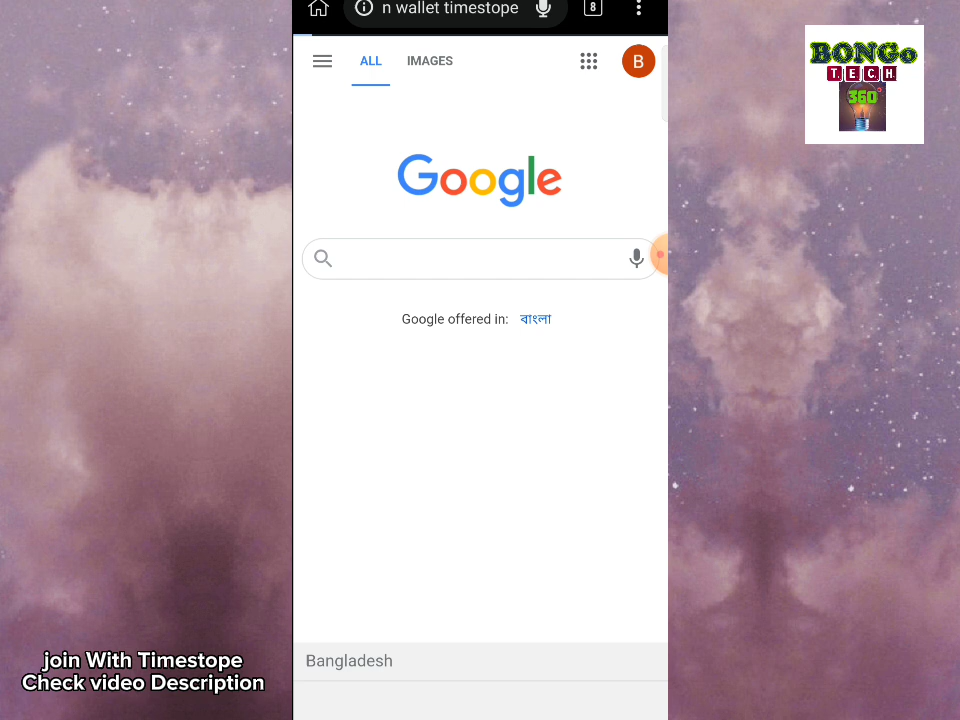 n wallet timestope
8
ALL IMAGES
B
Google
Google offered in: বাংলা
Bangladesh
BONGo
TECH
360°
join With Timestope
Check video Description